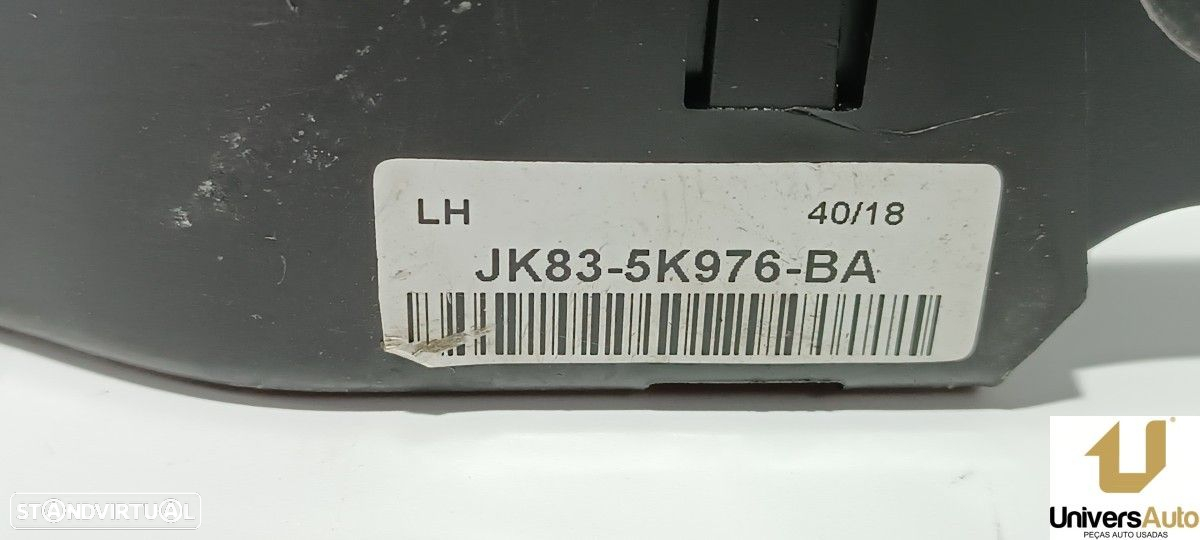 LH 40/18
JK83-5K976-BA
STANDVIRTUAL
UniversAuto
PEÇAS AUTO USADAS